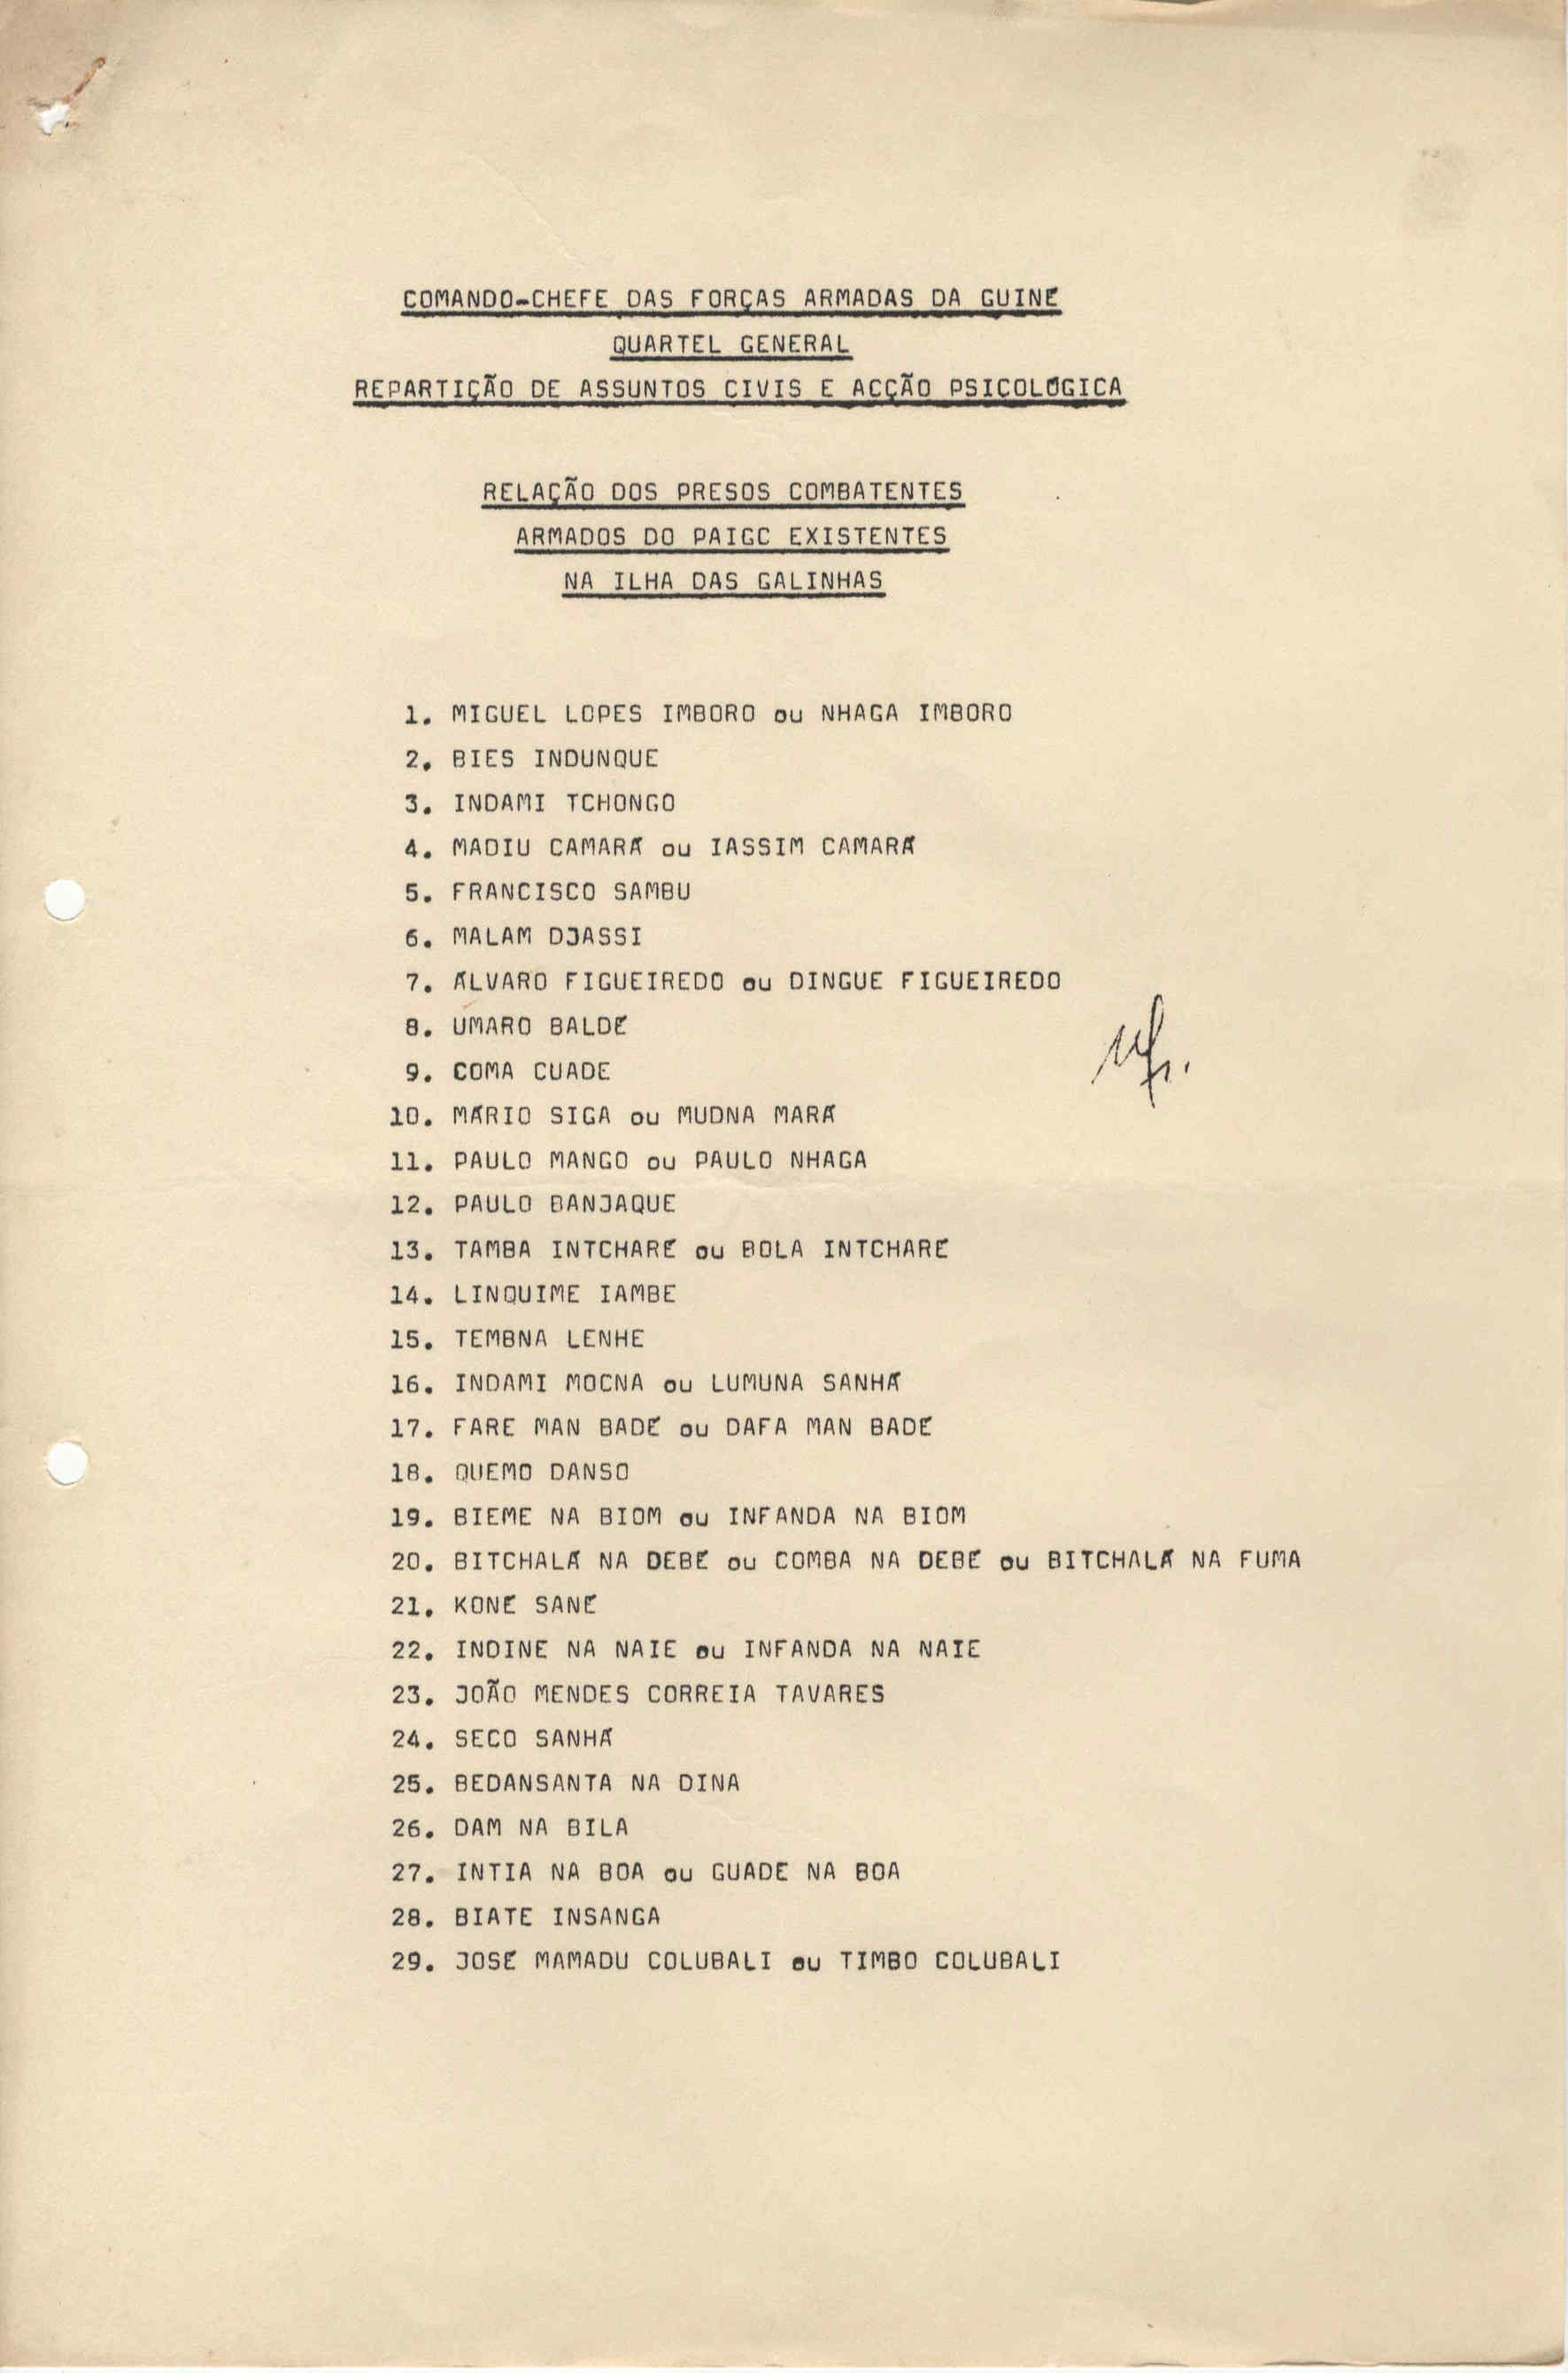 COMANDO-CHEFE DAS FORÇAS ARMADAS DA GUINÉ
QUARTEL GENERAL
REPARTIÇÃO DE ASSUNTOS CIVIS E ACÇÃO PSICOLÓGICA
RELAÇÃO DOS PRESOS COMBATENTES
ARMADOS DO PAIGC EXISTENTES
NA ILHA DAS GALINHAS
1. MIGUEL LOPES IMBORO ou NHAGA IMBORO
2. BIES INDUNQUE
3. INDAMI TCHONGO
4. MADIU CAMARÁ ou IASSIM CAMARÁ
5. FRANCISCO SAMBU
6. MALAM DJASSI
7. ÁLVARO FIGUEIREDO ou DINGUE FIGUEIREDO
8. UMARO BALDÉ
9. COMA CUADE
10. MÁRIO SIGA ou MUDNA MARÁ
11. PAULO MANGO ou PAULO NHAGA
12. PAULO BANJAQUE
13. TAMBA INTCHARÉ ou BOLA INTCHARÉ
14. LINQUIME IAMBE
15. TEMBNA LENHE
16. INDAMI MOCNA ou LUMUNA SANHÁ
17. FARE MAN BADÉ ou DAFA MAN BADÉ
18. QUEMO DANSO
19. BIEME NA BIOM ou INFANDA NA BIOM
20. BITCHALÁ NA DEBÉ ou COMBA NA DEBÉ ou BITCHALÁ NA FUMA
21. KONÉ SANÉ
22. INDINE NA NAIE ou INFANDA NA NAIE
23. JOÃO MENDES CORREIA TAVARES
24. SECO SANHÁ
25. BEDANSANTA NA DINA
26. DAM NA BILA
27. INTIA NA BOA ou GUADE NA BOA
28. BIATE INSANGA
29. JOSÉ MAMADU COLUBALI ou TIMBO COLUBALI